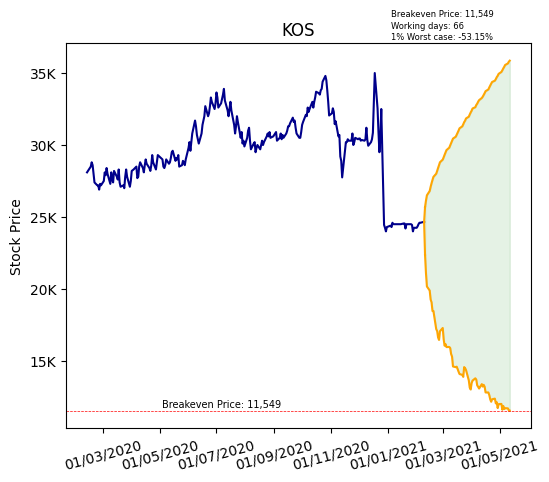 Breakeven Price: 11,549
Working days: 66
1% Worst case: -53.15%
KOS
Stock Price
35K
30K
25K
20K
15K
Breakeven Price: 11,549
01/03/2020
01/05/2020
01/07/2020
01/09/2020
01/11/2020
01/01/2021
01/03/2021
01/05/2021